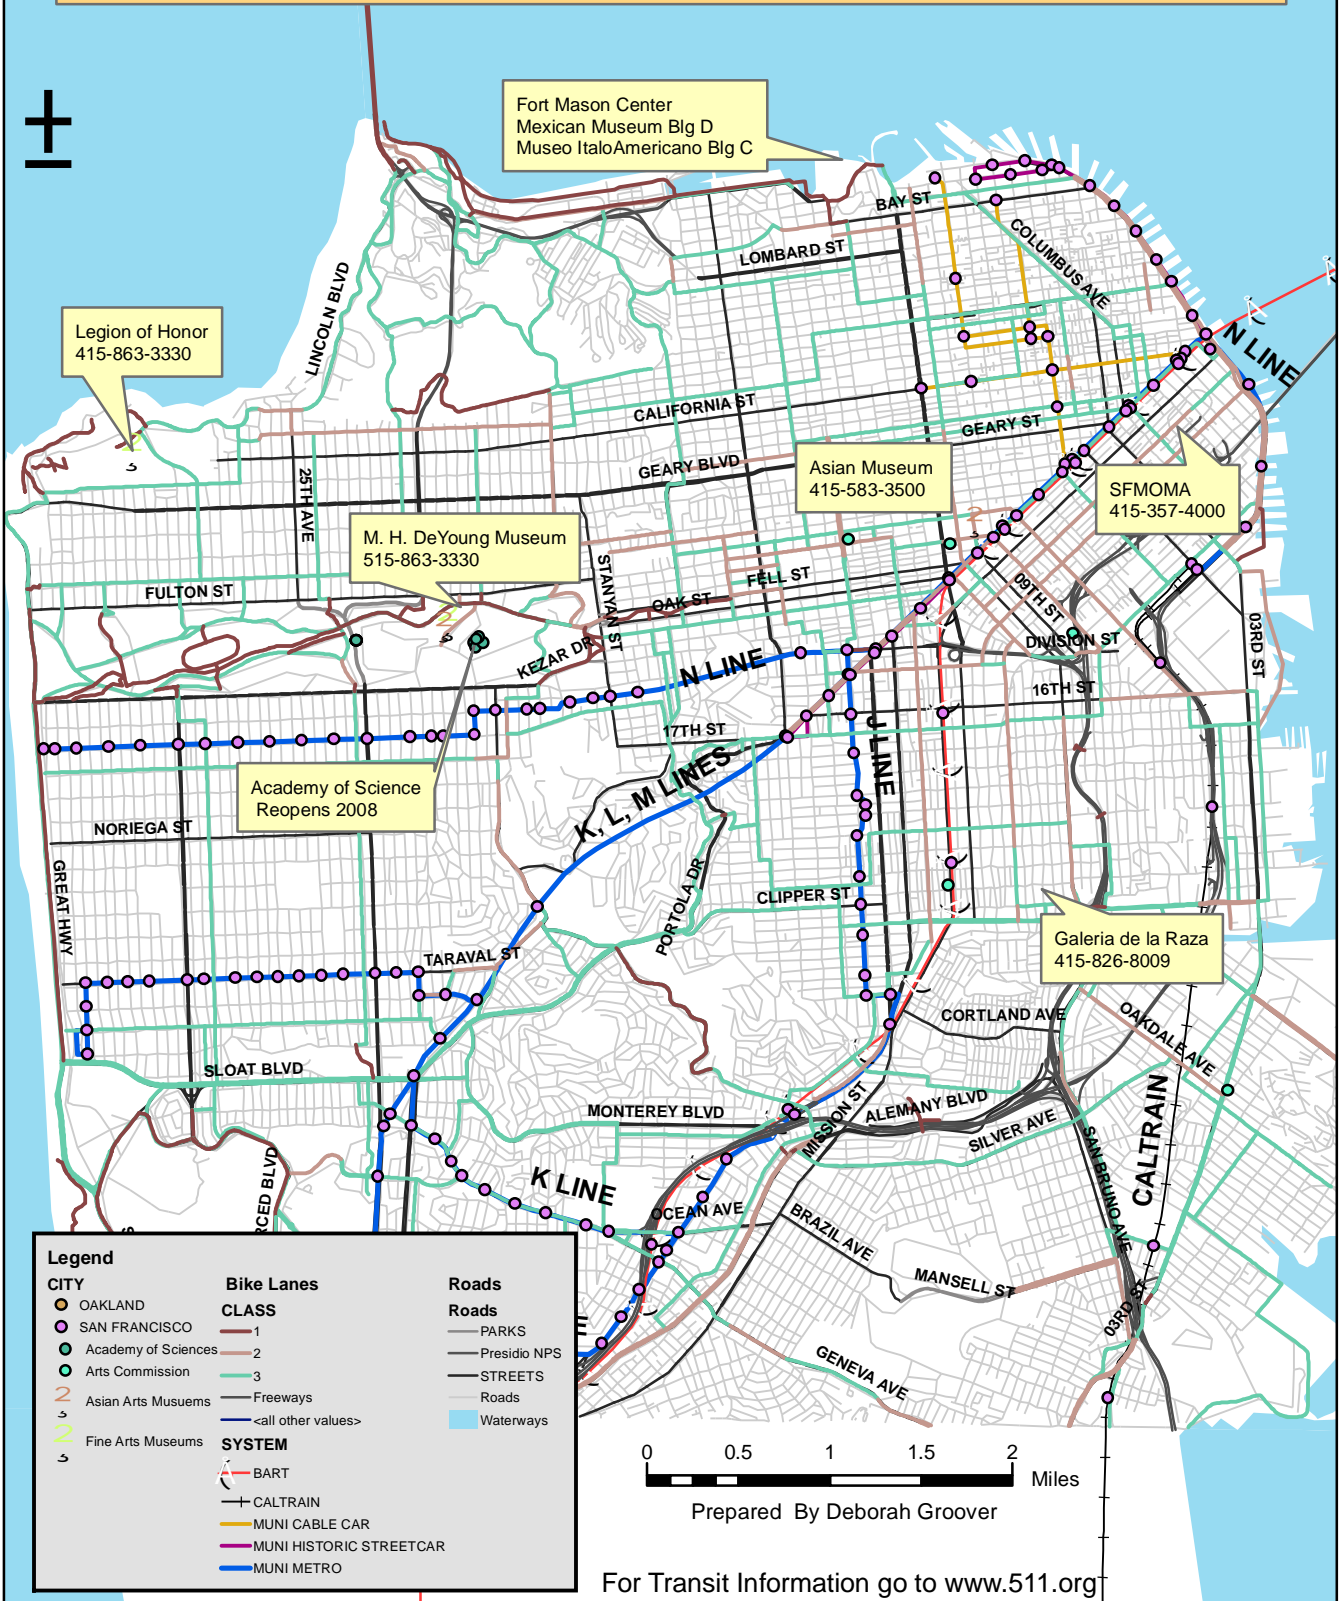 Fort Mason Center
Mexican Museum Blg D
Museo ItaloAmericano Blg C
BAY ST
LOMBARD ST
COLUMBUS AVE
LINCOLN BLVD
Legion of Honor
415-863-3330
N LINE
CALIFORNIA ST
GEARY ST
GEARY BLVD
25TH AVE
Asian Museum
415-583-3500
SFMOMA
415-357-4000
M. H. DeYoung Museum
515-863-3330
STANYAN ST
FELL ST
FULTON ST
OAK ST
09TH ST
DIVISION ST
03RD ST
KEZAR DR
N LINE
16TH ST
17TH ST
J LINE
K, L, M LINES
Academy of Science
Reopens 2008
NORIEGA ST
GREAT HWY
PORTOLA DR
CLIPPER ST
Galeria de la Raza
415-826-8009
TARAVAL ST
CORTLAND AVE
OAKDALE AVE
SLOAT BLVD
MONTEREY BLVD
MISSION ST
ALEMANY BLVD
SILVER AVE
SAN BRUNO AVE
CALTRAIN
K LINE
OCEAN AVE
BRAZIL AVE
MANSELL ST
03RD ST
GENEVA AVE
RCED BLVD
S
E
Legend
CITY
OAKLAND
SAN FRANCISCO
Academy of Sciences
Arts Commission
2
3
Asian Arts Musuems
2
3
Fine Arts Museums
Bike Lanes
CLASS
1
2
3
Freeways
<all other values>
SYSTEM
BART
CALTRAIN
MUNI CABLE CAR
MUNI HISTORIC STREETCAR
MUNI METRO
Roads
Roads
PARKS
Presidio NPS
STREETS
Roads
Waterways
0 0.5 1 1.5 2
Miles
Prepared By Deborah Groover
For Transit Information go to www.511.org